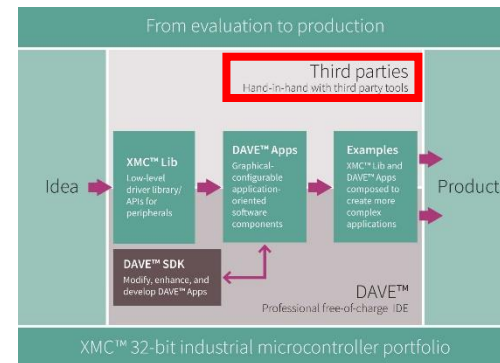 From evaluation to production
Third parties
Hand-in-hand with third party tools
Idea
XMC™ Lib
Low-level
driver library/
APIs for
peripherals
DAVE™ Apps
Graphical-
configurable
application-
oriented
software
components
Examples
XMC™ Lib and
DAVE™ Apps
composed to
create more
complex
applications
Product
DAVE™ SDK
Modify, enhance, and
develop DAVE™ Apps
DAVE™
Professional free-of-charge IDE
XMC™ 32-bit industrial microcontroller portfolio